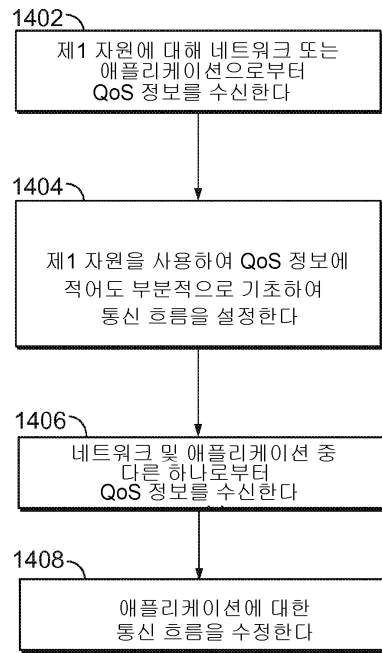 1402
제1 자원에 대해 네트워크 또는
애플리케이션으로부터
QoS 정보를 수신한다
1404
제1 자원을 사용하여 QoS 정보에
적어도 부분적으로 기초하여
통신 흐름을 설정한다
1406
네트워크 및 애플리케이션 중
다른 하나로부터
QoS 정보를 수신한다
1408
애플리케이션에 대한
통신 흐름을 수정한다